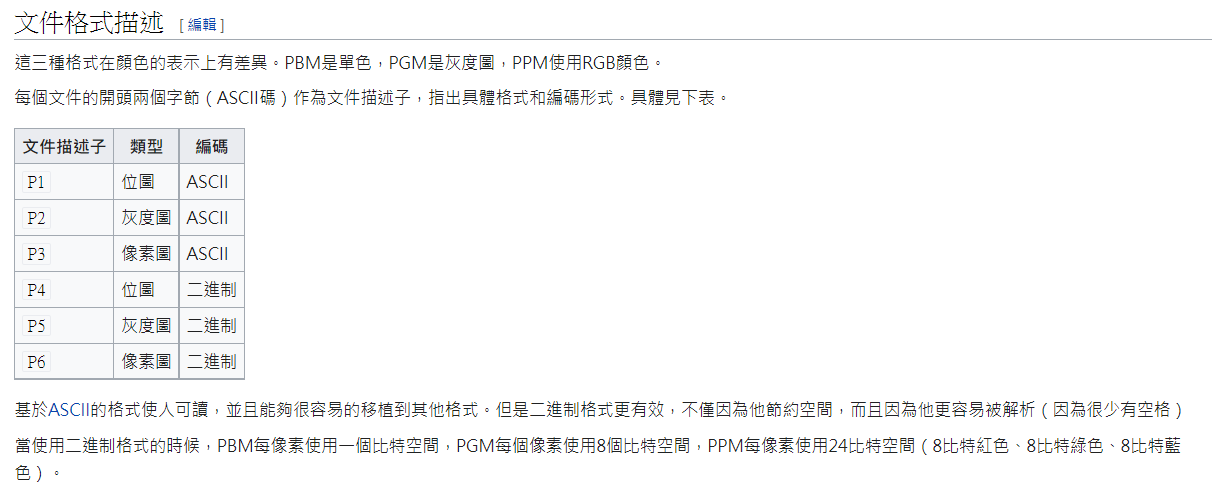 文件格式描述 [ 編輯 ]
這三種格式在顏色的表示上有差異。PBM是單色，PGM是灰度圖，PPM使用RGB顏色。
每個文件的開頭兩個字節（ASCII碼）作為文件描述子，指出具體格式和編碼形式。具體見下表。
文件描述子 類型 編碼
P1 位圖 ASCII
P2 灰度圖 ASCII
P3 像素圖 ASCII
P4 位圖 二進制
P5 灰度圖 二進制
P6 像素圖 二進制
基於ASCII的格式使人可讀，並且能夠很容易的移植到其他格式。但是二進制格式更有效，不僅因為他節約空間，而且因為他更容易被解析（因為很少有空格）
當使用二進制格式的時候，PBM每像素使用一個比特空間，PGM每個像素使用8個比特空間，PPM每像素使用24比特空間（8比特紅色、8比特綠色、8比特藍
色）。